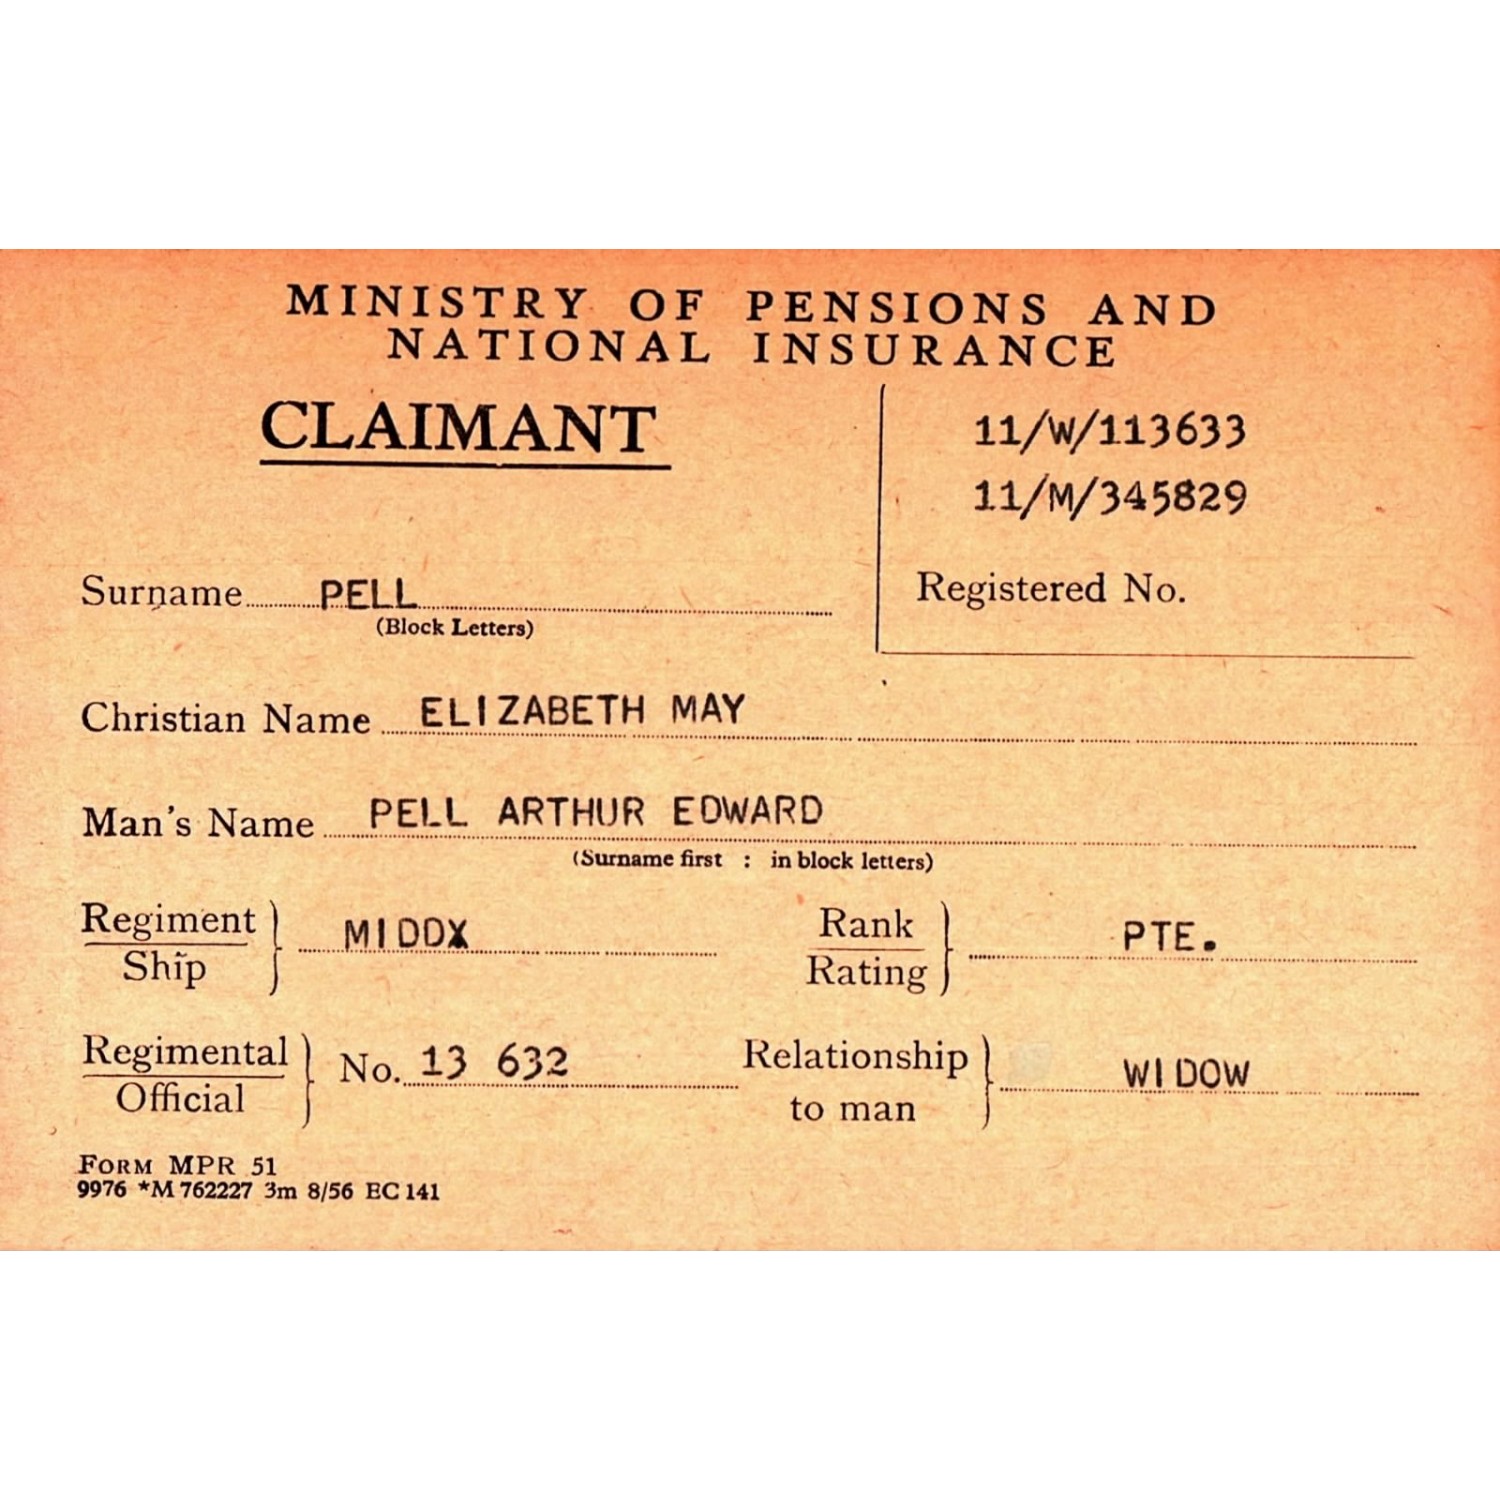 MINISTRY OF PENSIONS AND
NATIONAL INSURANCE
CLAIMANT
11/W/113633
11/M/345829
Registered No.
Surname PELL
(Block Letters)
Christian Name ELIZABETH MAY
Man's Name PELL ARTHUR EDWARD
(Surname first : in block letters)
Regiment
Ship
MIDDX
Rank
Rating
PTE.
Regimental
Official
No. 13 632
Relationship
to man
WIDOW
FORM MPR 51
9976 *M 762227 3m 8/56 EC 141